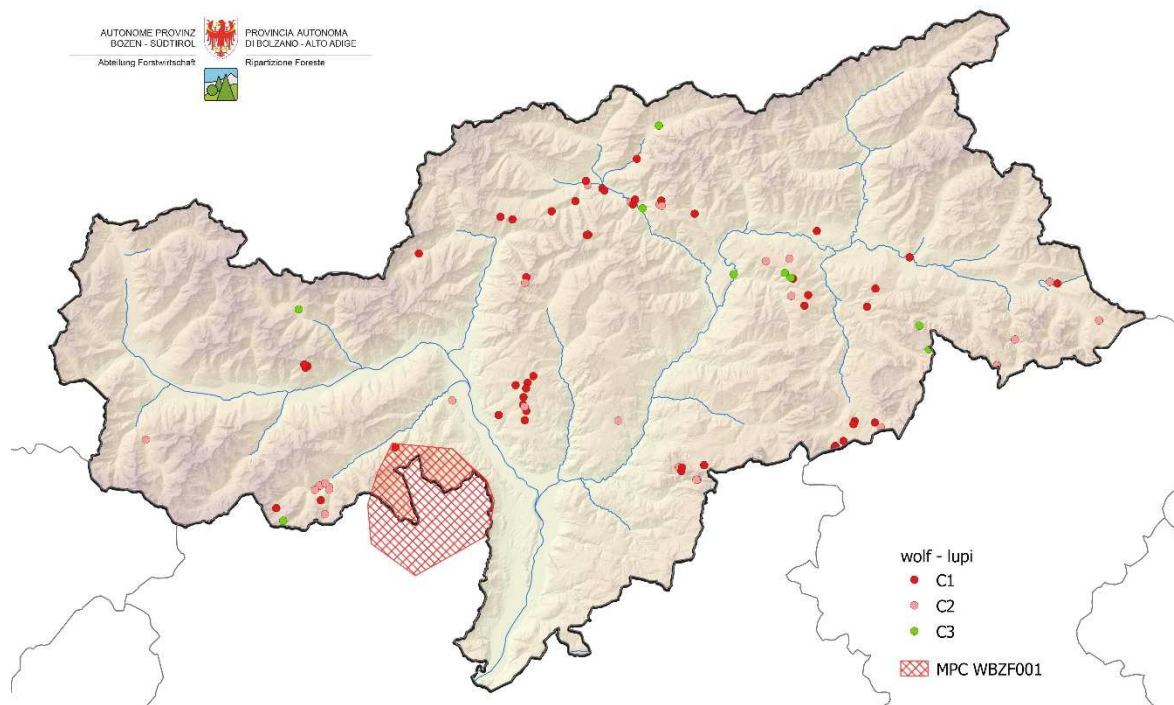 AUTONOME PROVINZ
BOZEN - SÜDTIROL
PROVINCIA AUTONOMA
DI BOLZANO - ALTO ADIGE
Abteilung Forstwirtschaft
Ripartizione Foreste
wolf - lupi
C1
C2
C3
MPC WBZF001